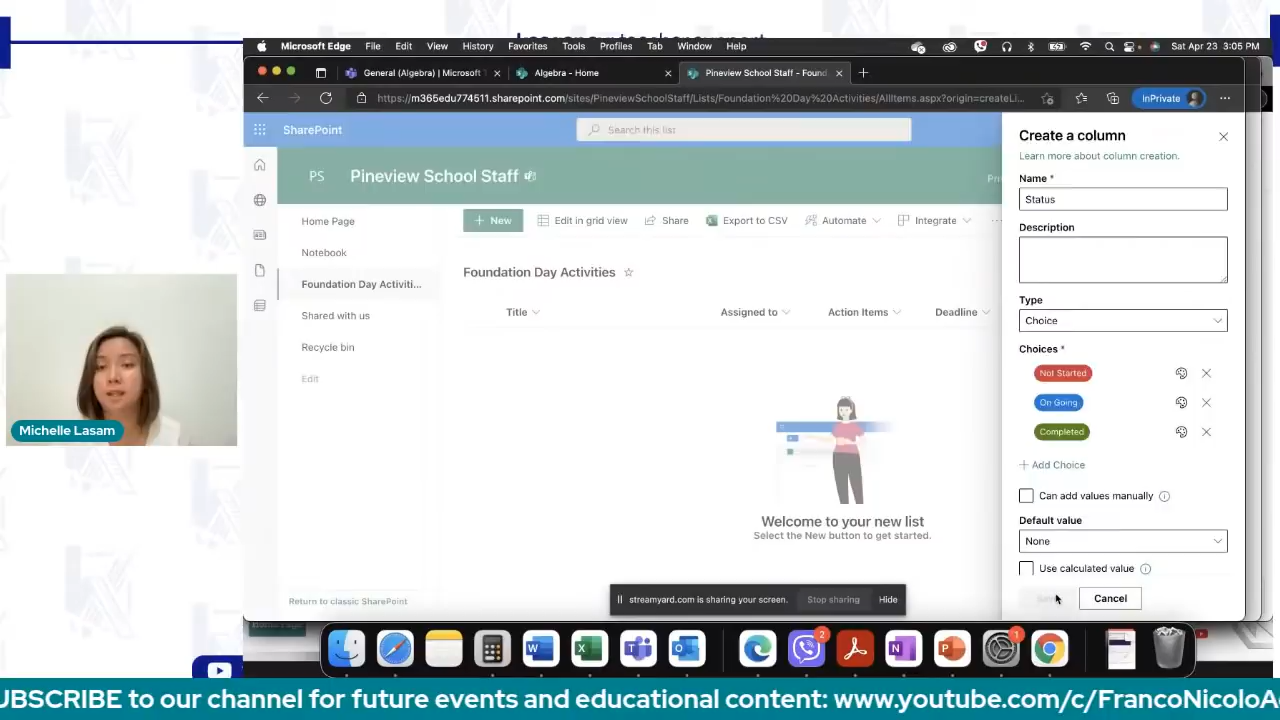 Microsoft Edge File Edit View History Favorites Tools Profiles Tab Window Help Sat Apr 23 3:05 PM
General (Algebra) | Microsoft T
Algebra - Home
Pineview School Staff - Found
https://m365edu774511.sharepoint.com/sites/PineviewSchoolStaff/Lists/Foundation%20Day%20Activities/AllItems.aspx?origin=createLi...
InPrivate
SharePoint
Search this list
PS
Pineview School Staff
Home Page
Notebook
Foundation Day Activiti...
Shared with us
Recycle bin
Edit
Return to classic SharePoint
+ New
Edit in grid view
Share
Export to CSV
Automate
Integrate
...
Foundation Day Activities
Title
Assigned to
Action Items
Deadline
Welcome to your new list
Select the New button to get started.
Create a column
Learn more about column creation.
Name *
Status
Description
Type
Choice
Choices *
Not Started
On Going
Completed
+ Add Choice
Can add values manually
Default value
None
Use calculated value
Cancel
streamyard.com is sharing your screen.
Stop sharing
Hide
Michelle Lasam
2
1
UBSCRIBE to our channel for future events and educational content: www.youtube.com/c/FrancoNicoloA